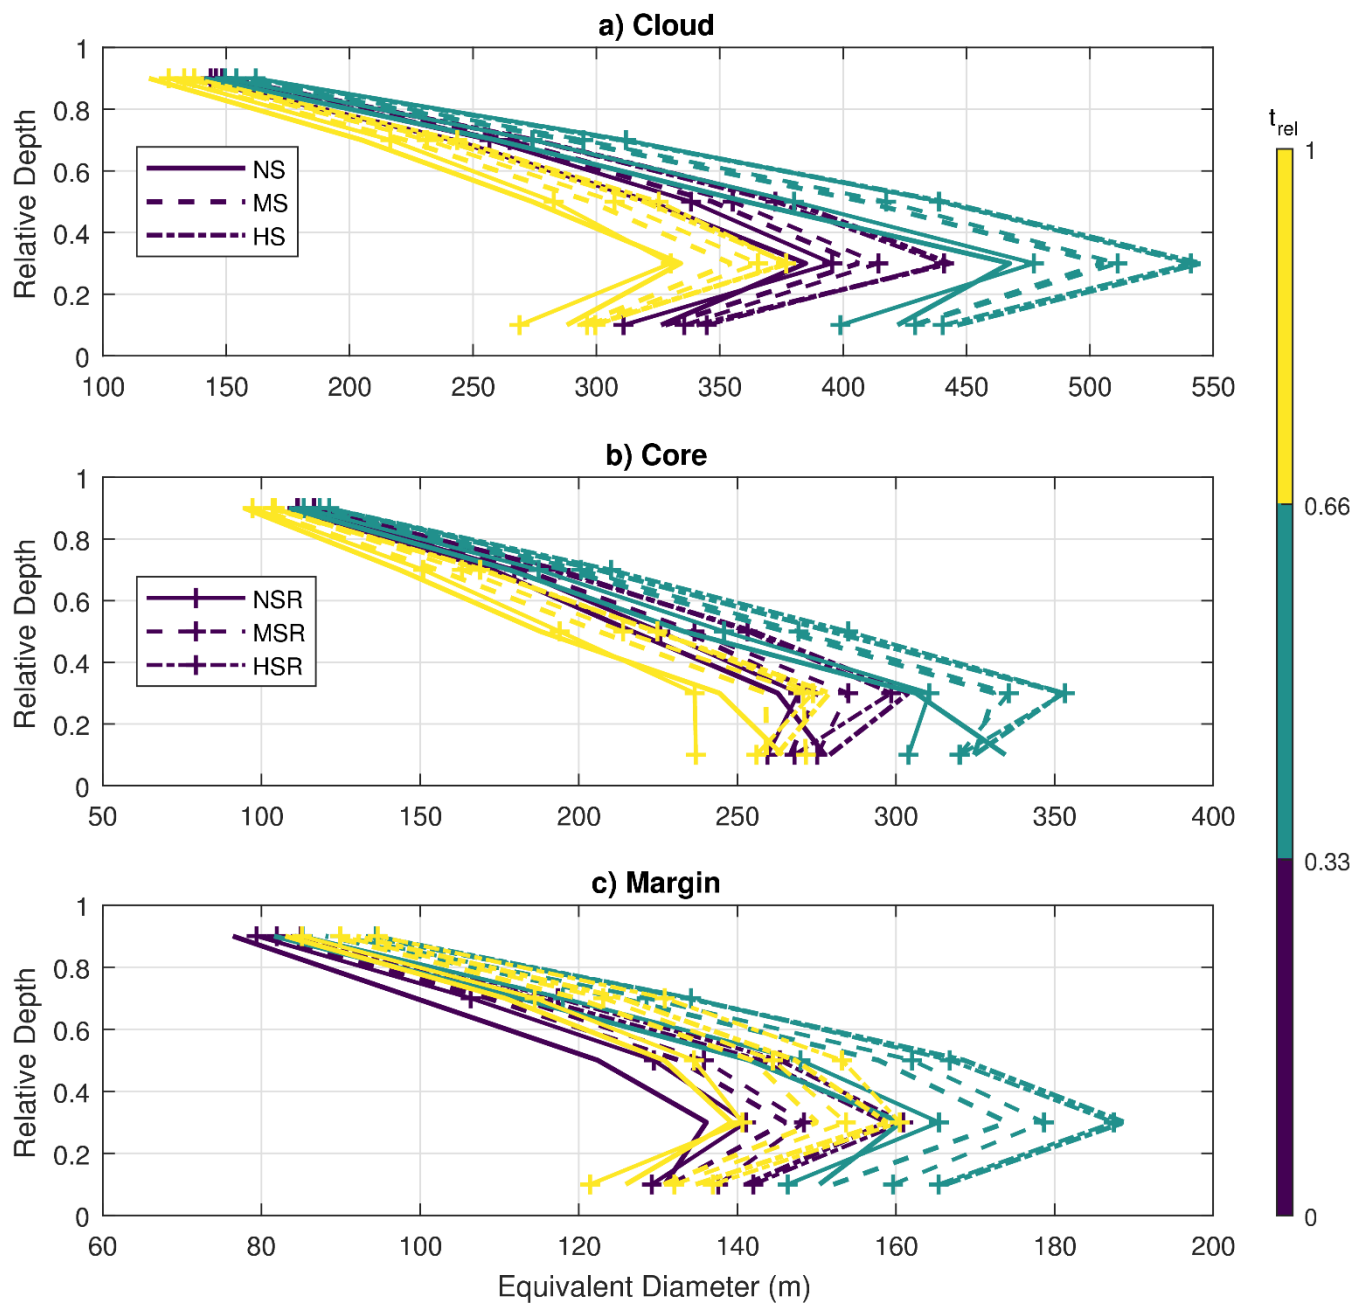 a) Cloud
1
0.8
0.6
0.4
0.2
0
Relative Depth
NS
MS
HS
100 150 200 250 300 350 400 450 500 550
b) Core
1
0.8
0.6
0.4
0.2
0
Relative Depth
NSR
MSR
HSR
50 100 150 200 250 300 350 400
c) Margin
1
0.8
0.6
0.4
0.2
0
Relative Depth
60 80 100 120 140 160 180 200
Equivalent Diameter (m)
t_rel
1
0.66
0.33
0